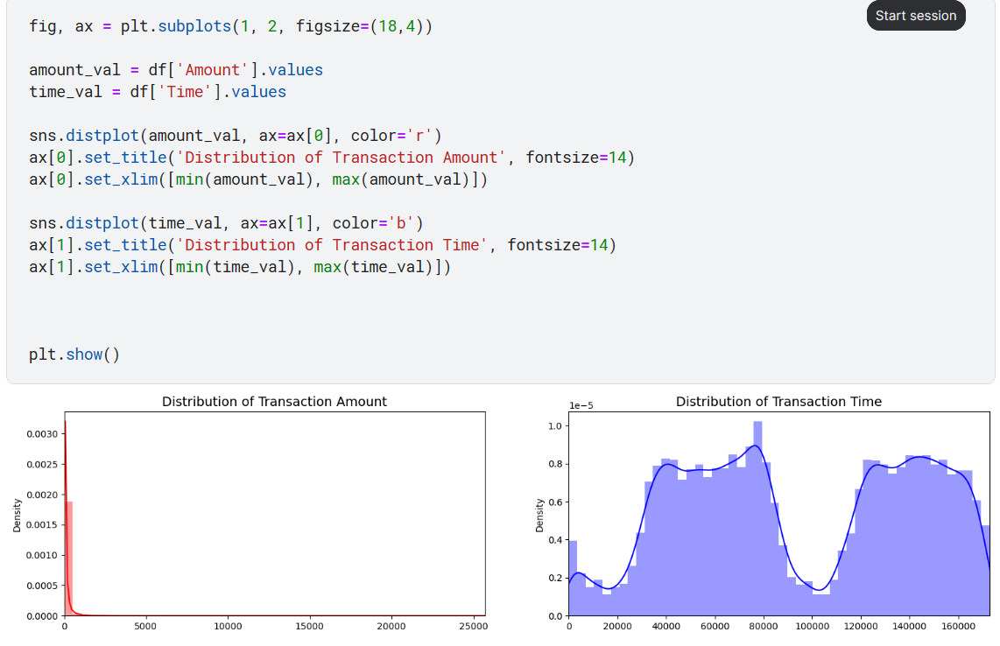 Start session
fig, ax = plt.subplots(1, 2, figsize=(18,4))
amount_val = df['Amount'].values
time_val = df['Time'].values
sns.distplot(amount_val, ax=ax[0], color='r')
ax[0].set_title('Distribution of Transaction Amount', fontsize=14)
ax[0].set_xlim([min(amount_val), max(amount_val)])
sns.distplot(time_val, ax=ax[1], color='b')
ax[1].set_title('Distribution of Transaction Time', fontsize=14)
ax[1].set_xlim([min(time_val), max(time_val)])
plt.show()
Distribution of Transaction Amount
Density
0.0030
0.0025
0.0020
0.0015
0.0010
0.0005
0.0000
0 5000 10000 15000 20000 25000
Distribution of Transaction Time
1e−5
Density
1.0
0.8
0.6
0.4
0.2
0.0
0 20000 40000 60000 80000 100000 120000 140000 160000